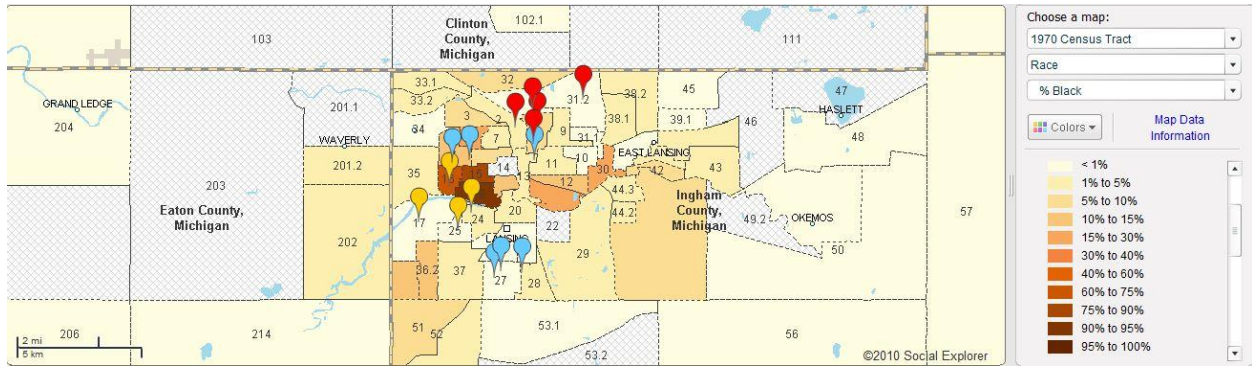 Clinton
County,
Michigan
102.1
103
111
GRAND LEDGE
204
201.1
WAVERLY
201.2
203
Eaton County,
Michigan
202
206
214
33.1
33.2
32
34
3
2
7
31.2
38.2
38.1
9
31.1
45
39.1
46
47
HASLETT
48
35
14
11
10
EAST LANSING
30
42
43
13
12
15
17
24
25
20
22
44.3
44.2
Ingham
County,
Michigan
49.2
OKEMOS
50
57
LANSING
29
36.2
37
27
28
51
52
53.1
53.2
56
2 mi
5 km
©2010 Social Explorer
Choose a map:
1970 Census Tract
Race
% Black
Colors
Map Data
Information
< 1%
1% to 5%
5% to 10%
10% to 15%
15% to 30%
30% to 40%
40% to 60%
60% to 75%
75% to 90%
90% to 95%
95% to 100%